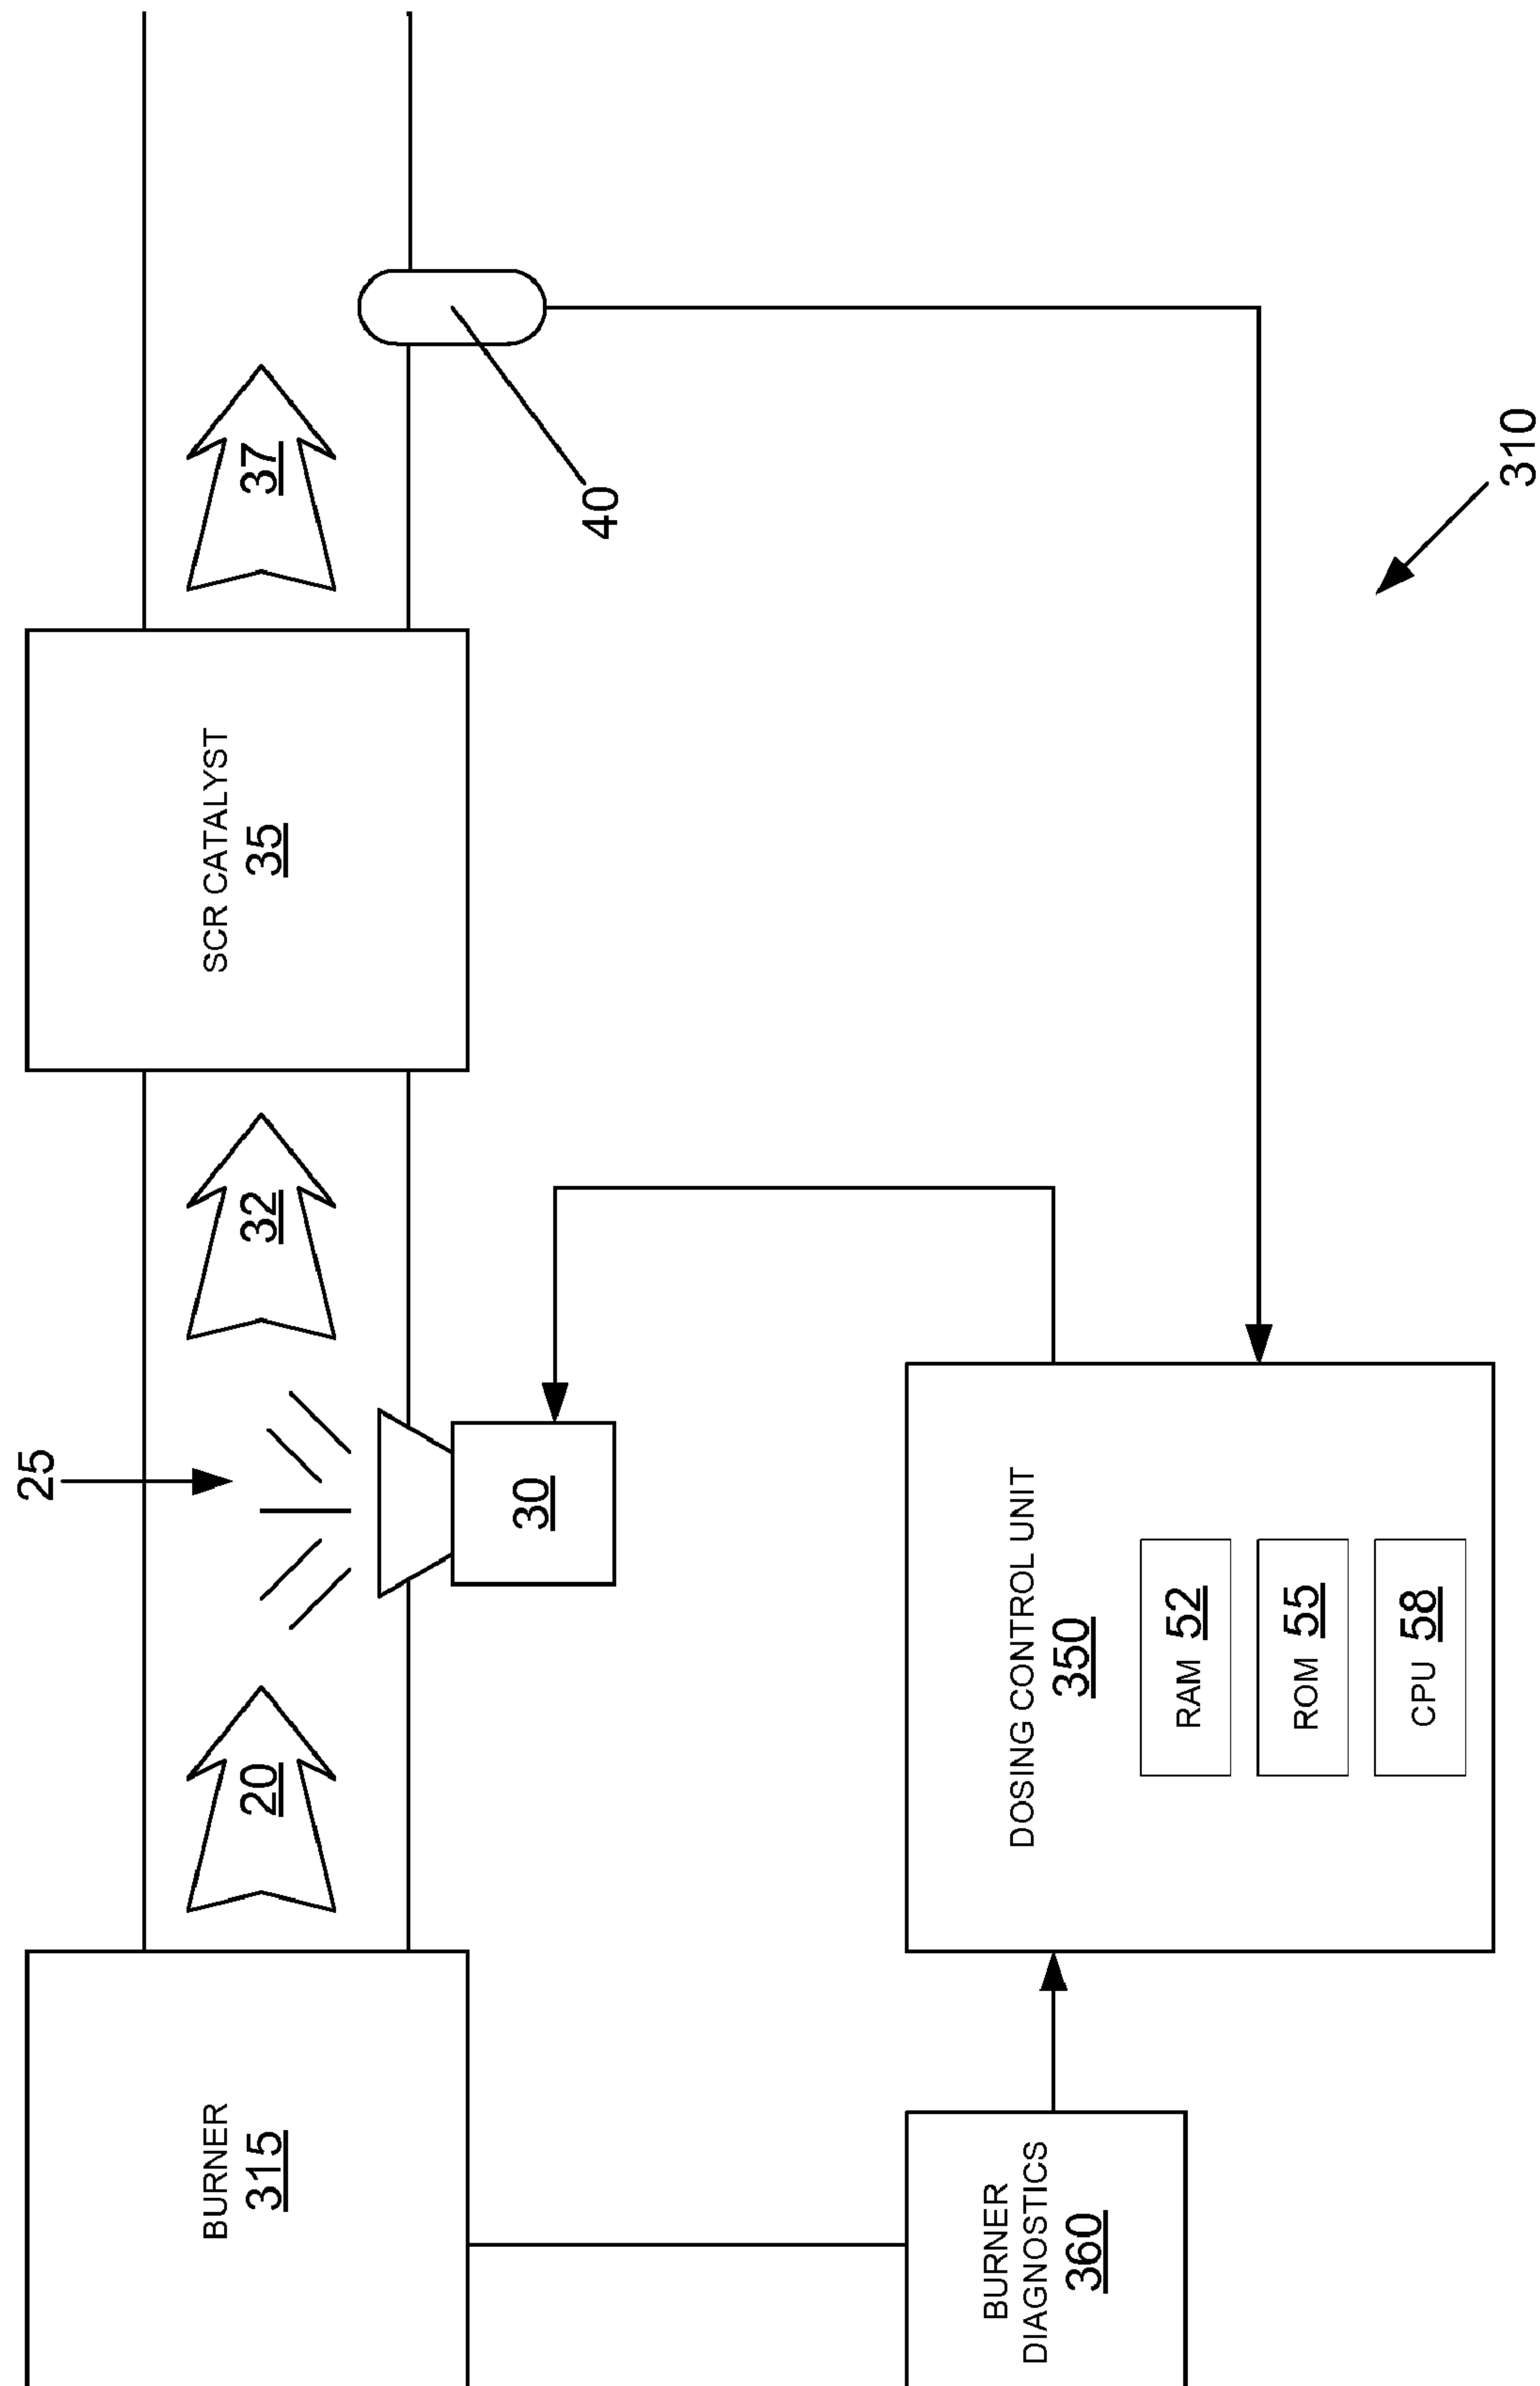 25
BURNER
315
20
32
SCR CATALYST
35
37
30
40
BURNER
DIAGNOSTICS
360
DOSING CONTROL UNIT
350
RAM 52
ROM 55
CPU 58
310